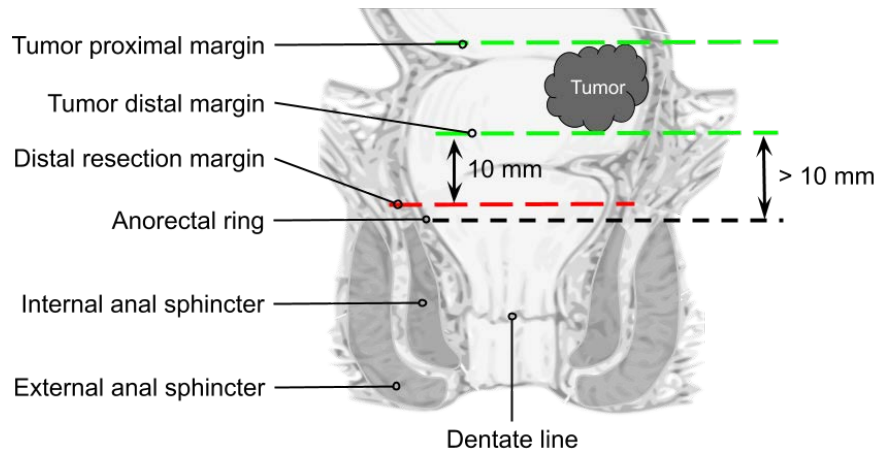 Tumor proximal margin
Tumor
Tumor distal margin
Distal resection margin
10 mm
> 10 mm
Anorectal ring
Internal anal sphincter
External anal sphincter
Dentate line